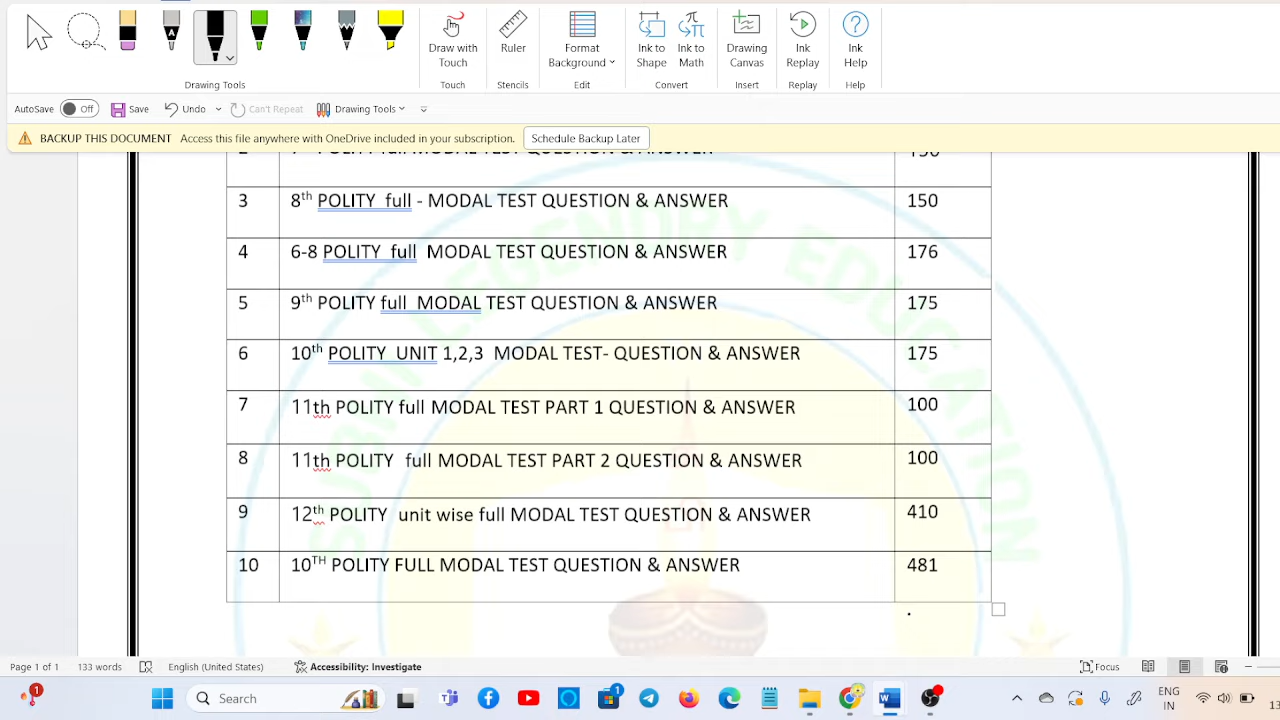 Draw with Touch
Ruler
Format Background
Ink to Shape
Ink to Math
Drawing Canvas
Ink Replay
Ink Help
Drawing Tools
Touch
Stencils
Edit
Convert
Insert
Replay
Help
AutoSave Off Save Undo Can't Repeat Drawing Tools
BACKUP THIS DOCUMENT Access this file anywhere with OneDrive included in your subscription. Schedule Backup Later
3 8th POLITY full - MODAL TEST QUESTION & ANSWER 150
4 6-8 POLITY full MODAL TEST QUESTION & ANSWER 176
5 9th POLITY full MODAL TEST QUESTION & ANSWER 175
6 10th POLITY UNIT 1,2,3 MODAL TEST- QUESTION & ANSWER 175
7 11th POLITY full MODAL TEST PART 1 QUESTION & ANSWER 100
8 11th POLITY full MODAL TEST PART 2 QUESTION & ANSWER 100
9 12th POLITY unit wise full MODAL TEST QUESTION & ANSWER 410
10 10TH POLITY FULL MODAL TEST QUESTION & ANSWER 481
Page 1 of 1 133 words English (United States) Accessibility: Investigate Focus
1 Search 1 ENG
IN